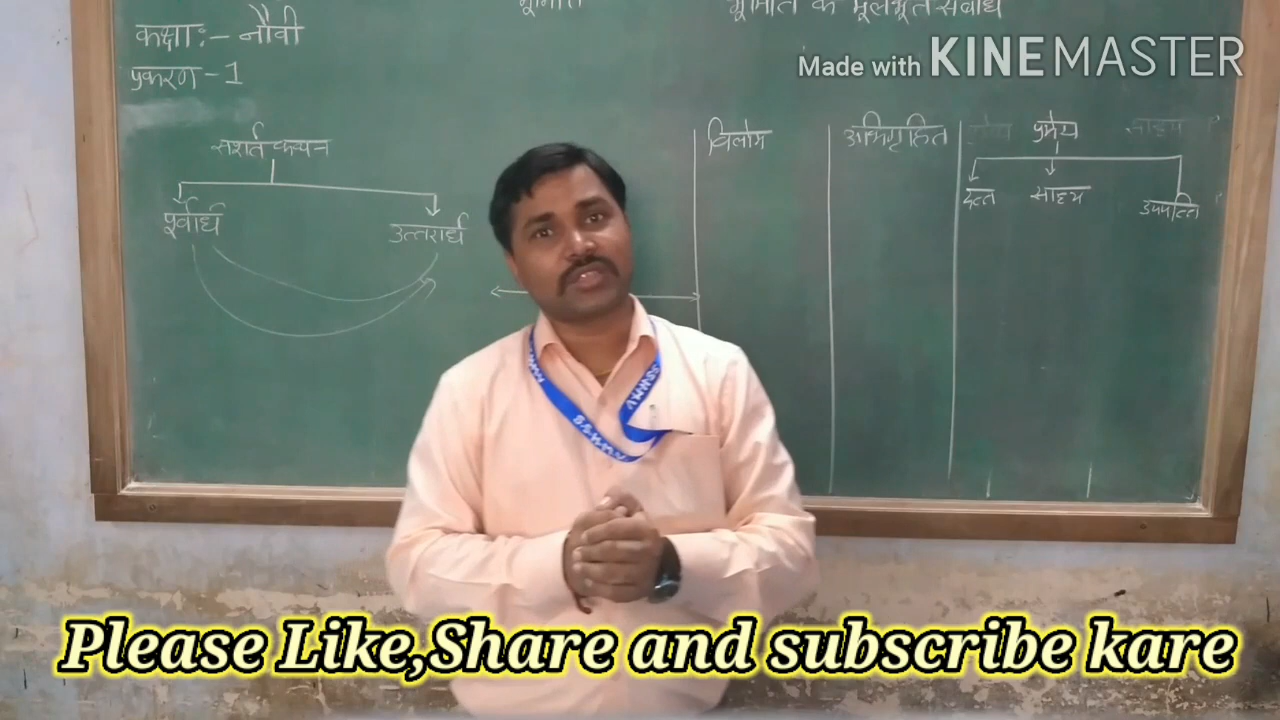 भूमिति
भूमिति के मूलभूत संबोध
कक्षा :- नौवी
प्रकरण - 1
Made with KINEMASTER
सशर्त कथन
पूर्वार्ध
उत्तरार्ध
विलोम
अभिगृहित
प्रमेय
साध्य
दत्त
साध्य
उपपत्ति
S.S.H.M.V
S.S.H.M.V
Please Like,Share and subscribe kare